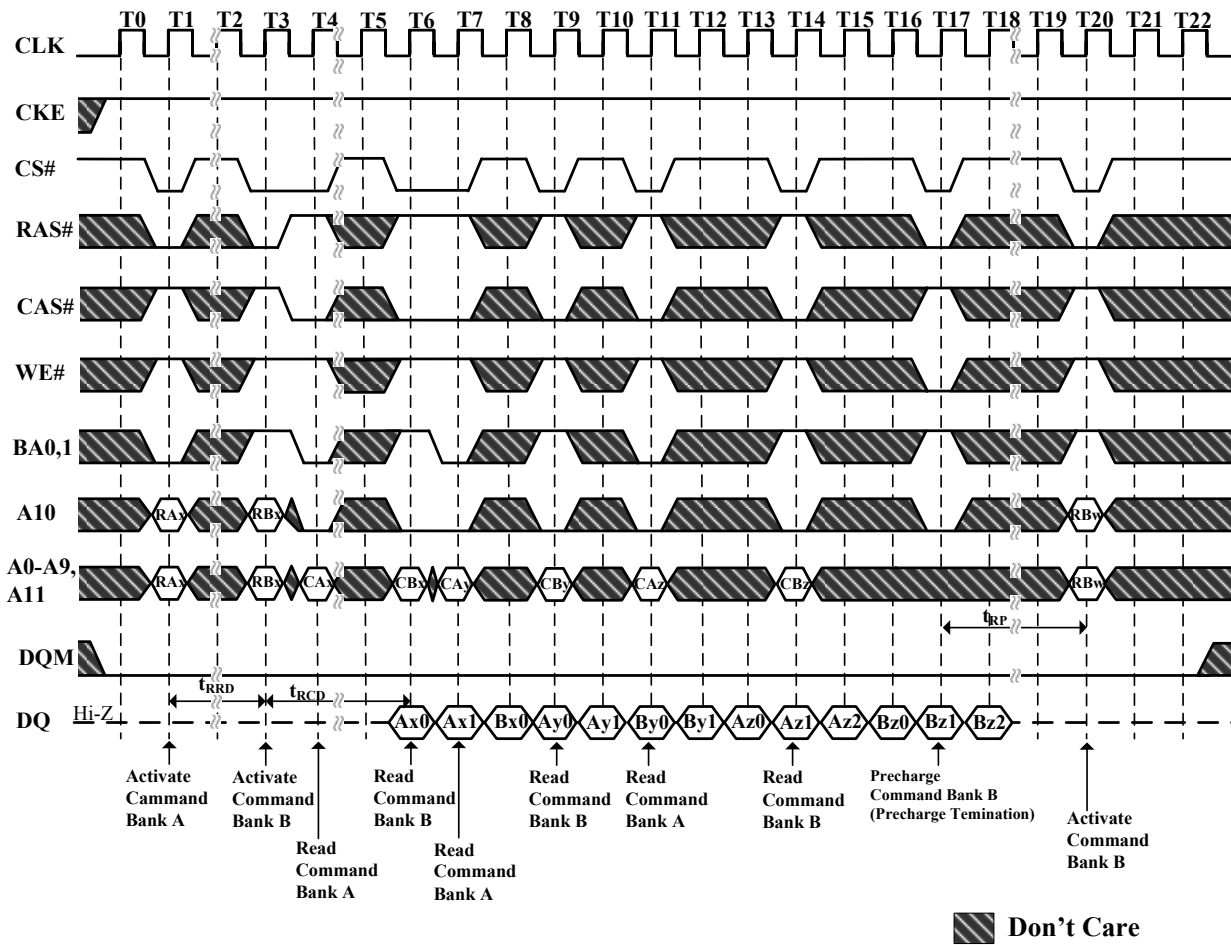 T0 T1 T2 T3 T4 T5 T6 T7 T8 T9 T10 T11 T12 T13 T14 T15 T16 T17 T18 T19 T20 T21 T22
CLK
CKE
CS#
RAS#
CAS#
WE#
BA0,1
A10 RAx RBx RBw
A0-A9,
A11 RAx RBx CAx CBx CAy CBy CAz CBz RBw
tRP
DQM
tRRD tRCD
DQ Hi-Z Ax0 Ax1 Bx0 Ay0 Ay1 By0 By1 Az0 Az1 Az2 Bz0 Bz1 Bz2
Activate
Cammand
Bank A
Activate
Command
Bank B
Read
Command
Bank A
Read
Command
Bank B
Read
Command
Bank A
Read
Command
Bank B
Read
Command
Bank A
Read
Command
Bank B
Precharge
Command Bank B
(Precharge Temination)
Activate
Command
Bank B
Don't Care